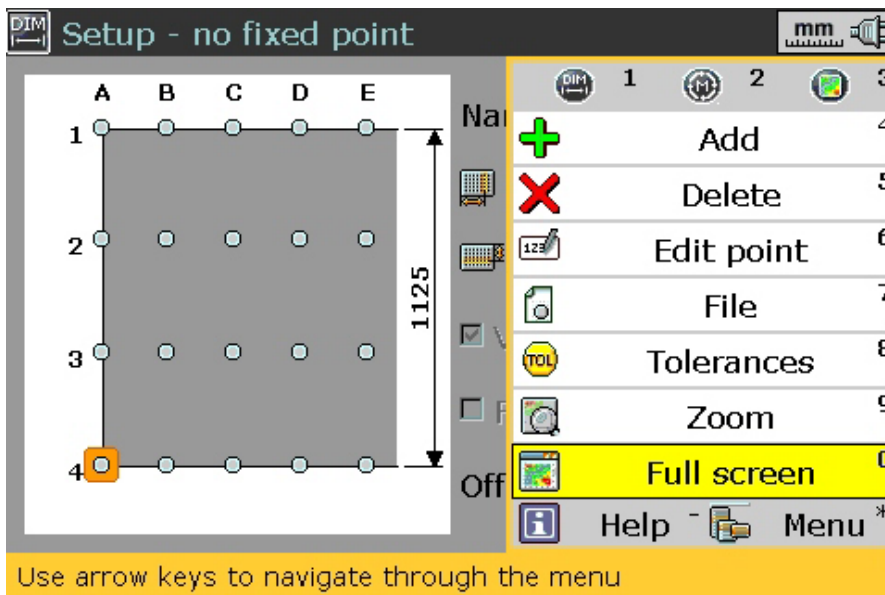 DIM Setup - no fixed point mm
A B C D E
1
2
3
4
1125
Nar
V
F
Off
DIM 1 M 2 3
Add 4
Delete 5
123 Edit point 6
File 7
TOL Tolerances 8
Zoom 9
Full screen 0
i Help - Menu *
Use arrow keys to navigate through the menu